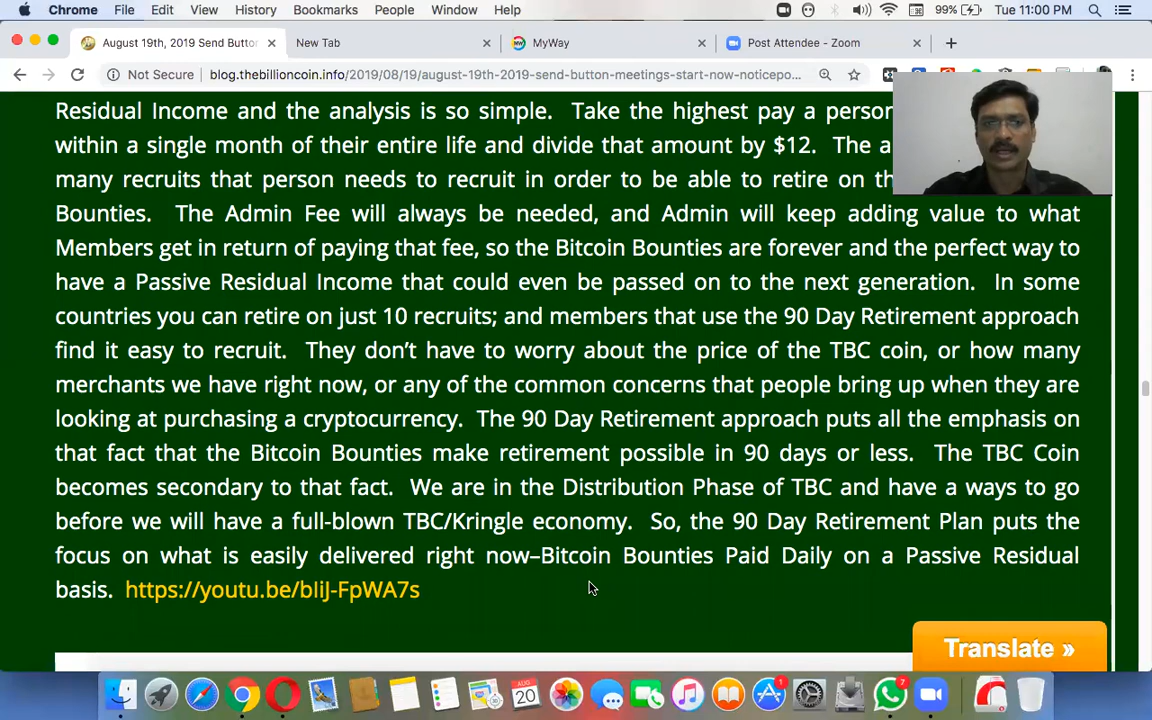 Chrome File Edit View History Bookmarks People Window Help 99% Tue 11:00 PM
August 19th, 2019 Send Butto New Tab MyWay Post Attendee - Zoom
Not Secure blog.thebillioncoin.info/2019/08/19/august-19th-2019-send-button-meetings-start-now-noticepo...
Residual Income and the analysis is so simple. Take the highest pay a person
within a single month of their entire life and divide that amount by $12. The a
many recruits that person needs to recruit in order to be able to retire on th
Bounties. The Admin Fee will always be needed, and Admin will keep adding value to what
Members get in return of paying that fee, so the Bitcoin Bounties are forever and the perfect way to
have a Passive Residual Income that could even be passed on to the next generation. In some
countries you can retire on just 10 recruits; and members that use the 90 Day Retirement approach
find it easy to recruit. They don't have to worry about the price of the TBC coin, or how many
merchants we have right now, or any of the common concerns that people bring up when they are
looking at purchasing a cryptocurrency. The 90 Day Retirement approach puts all the emphasis on
that fact that the Bitcoin Bounties make retirement possible in 90 days or less. The TBC Coin
becomes secondary to that fact. We are in the Distribution Phase of TBC and have a ways to go
before we will have a full-blown TBC/Kringle economy. So, the 90 Day Retirement Plan puts the
focus on what is easily delivered right now–Bitcoin Bounties Paid Daily on a Passive Residual
basis. https://youtu.be/bliJ-FpWA7s
Translate »
AUG
20
1
7